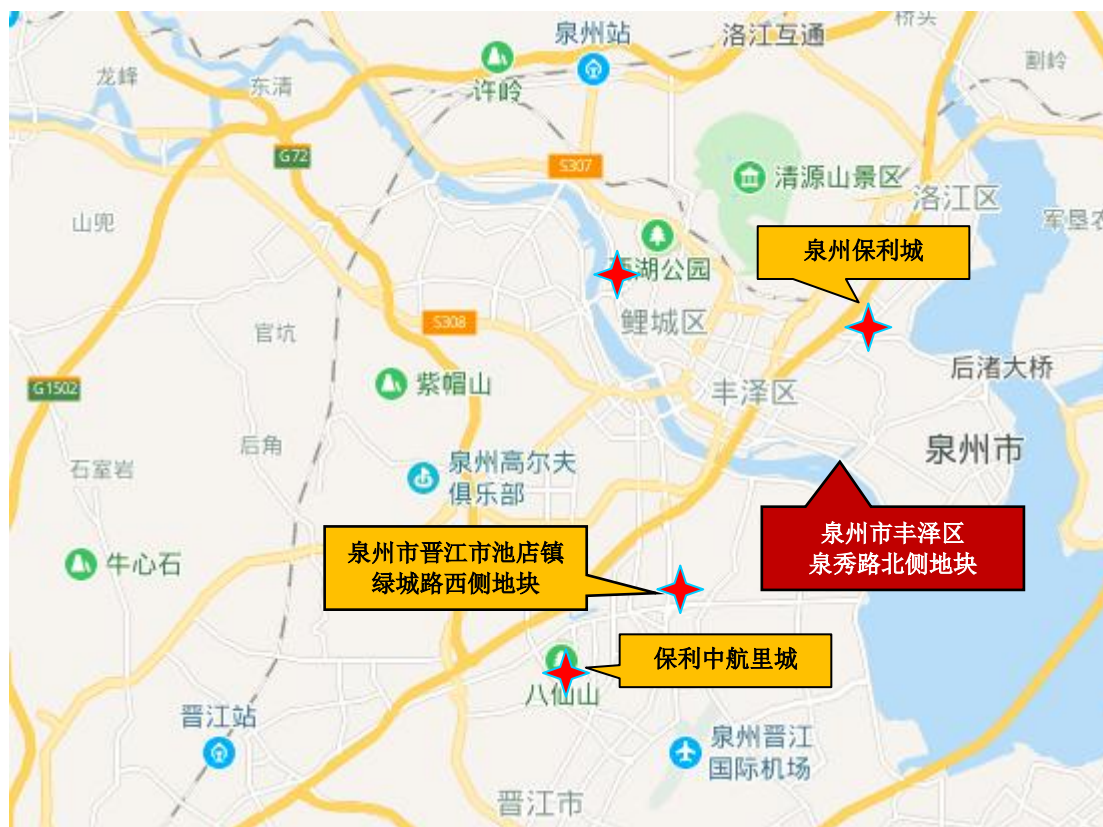 桥头
泉州站
洛江互通
割岭
龙峰
东清
许岭
G72
S307
清源山景区
洛江区
山兜
军垦农
泉州保利城
西湖公园
官坑
S308
鲤城区
G1502
紫帽山
丰泽区
后渚大桥
后角
石室岩
泉州高尔夫
俱乐部
泉州市
泉州市丰泽区
泉秀路北侧地块
泉州市晋江市池店镇
绿城路西侧地块
牛心石
保利中航里城
八仙山
晋江站
泉州晋江
国际机场
晋江市